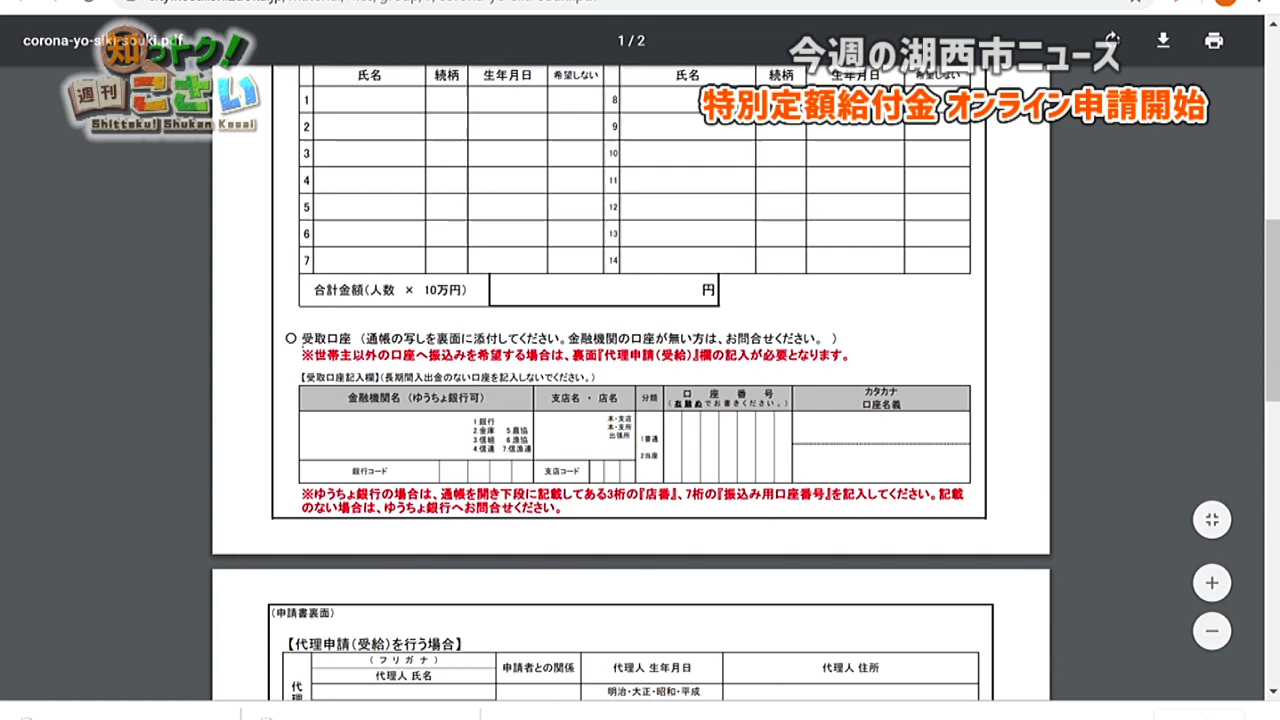 corona-yo-siki-souki.pdf
1 / 2
知っトク!
週刊 こさい
Shittoku! Shukan Kosai
今週の湖西市ニュース
特別定額給付金 オンライン申請開始
氏名 続柄 生年月日 希望しない 氏名 続柄 生年月日 希望しない
1 8
2 9
3 10
4 11
5 12
6 13
7 14
合計金額(人数 × 10万円) 円
○ 受取口座 (通帳の写しを裏面に添付してください。金融機関の口座が無い方は、お問合せください。 )
※世帯主以外の口座へ振込みを希望する場合は、裏面『代理申請(受給)』欄の記入が必要となります。
【受取口座記入欄】(長期間入出金のない口座を記入しないでください。)
金融機関名 (ゆうちょ銀行可) 支店名 ・ 店名 分類 口 座 番 号 カタカナ
口座名義
1.銀行
2.金庫 5.農協
3.信組 6.漁協
4.信連 7.信漁連
本・支店
本・支所
出張所
1普通
2当座
銀行コード 支店コード
※ゆうちょ銀行の場合は、通帳を開き下段に記載してある3桁の『店番』、7桁の『振込み用口座番号』を記入してください。記載
のない場合は、ゆうちょ銀行へお問合せください。
(申請書裏面)
【代理申請(受給)を行う場合】
(フリガナ)
代理人 氏名 申請者との関係 代理人 生年月日 代理人 住所
代
理
明治・大正・昭和・平成